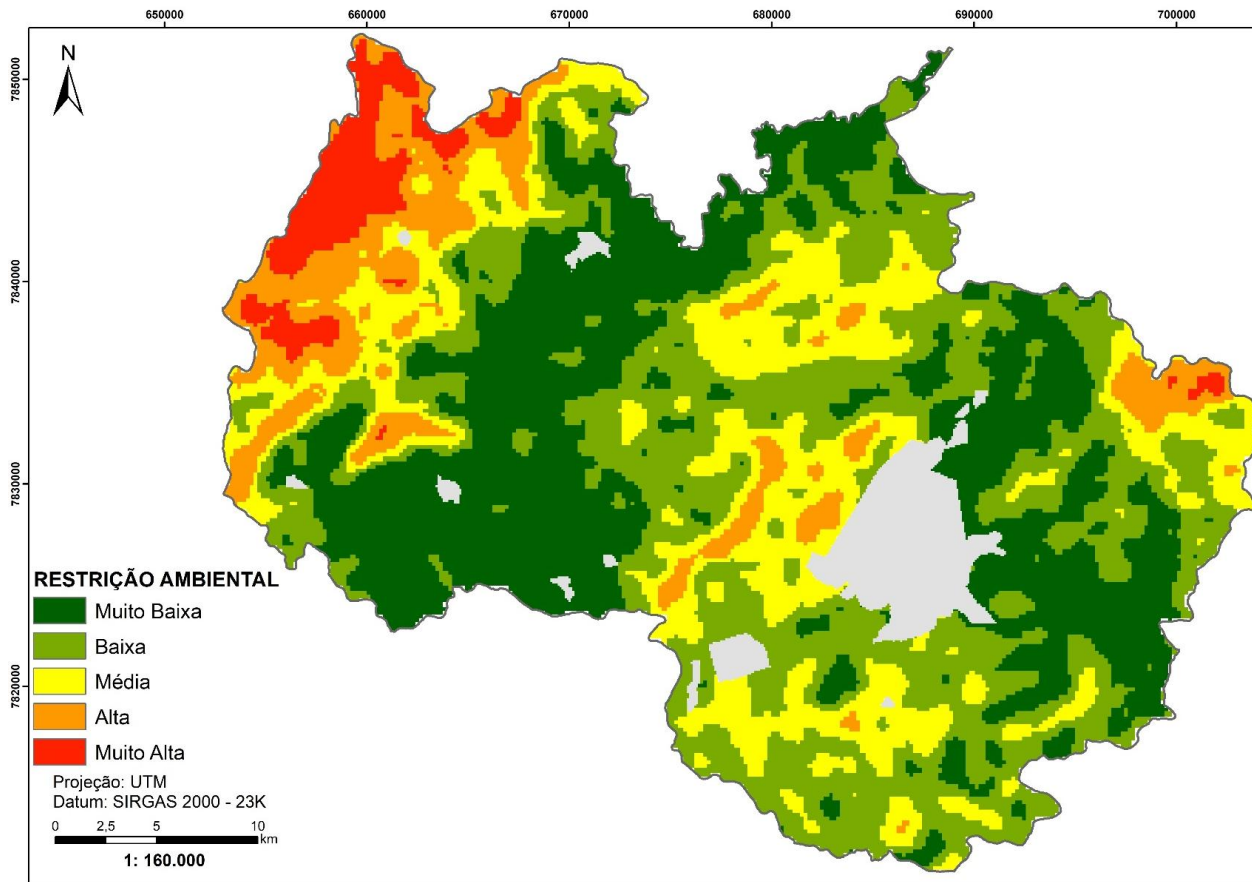 650000 660000 670000 680000 690000 700000
N
7850000
7840000
7830000
7820000
RESTRIÇÃO AMBIENTAL
Muito Baixa
Baixa
Média
Alta
Muito Alta
Projeção: UTM
Datum: SIRGAS 2000 - 23K
0 2,5 5 10
km
1: 160.000